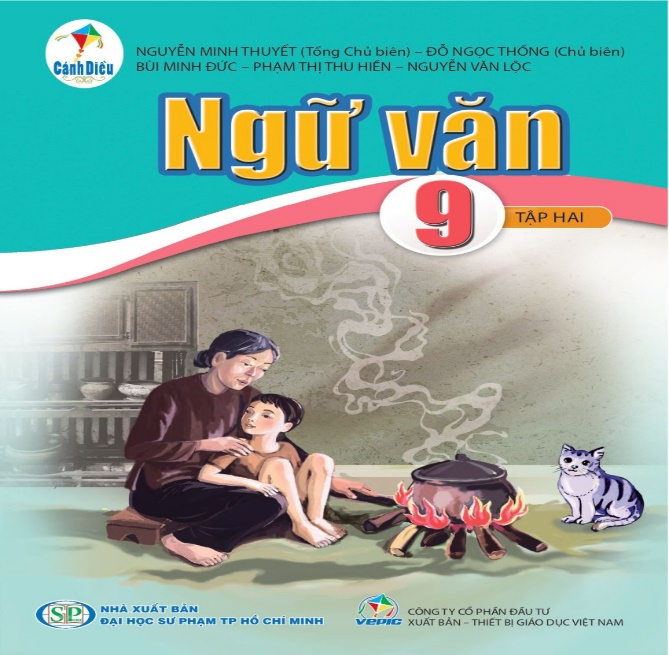 Cánh Diều
NGUYỄN MINH THUYẾT (Tổng Chủ biên) – ĐỖ NGỌC THỐNG (Chủ biên)
BÙI MINH ĐỨC – PHẠM THỊ THU HIỀN – NGUYỄN VĂN LỘC
Ngữ văn
9
TẬP HAI
SP
NHÀ XUẤT BẢN
ĐẠI HỌC SƯ PHẠM TP HỒ CHÍ MINH
VEPIC
CÔNG TY CỔ PHẦN ĐẦU TƯ
XUẤT BẢN – THIẾT BỊ GIÁO DỤC VIỆT NAM